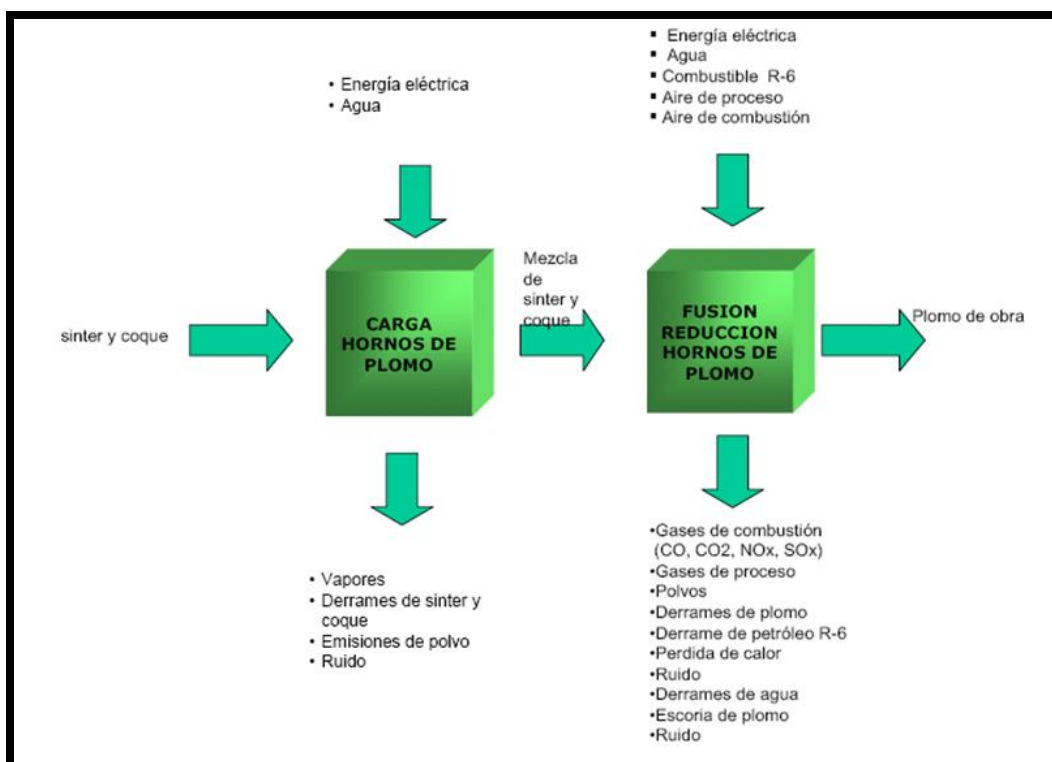 • Energía eléctrica
• Agua
▪ Energía eléctrica
▪ Agua
▪ Combustible R-6
▪ Aire de proceso
▪ Aire de combustión
sinter y coque
CARGA
HORNOS DE
PLOMO
Mezcla
de
sinter y
coque
FUSION
REDUCCION
HORNOS DE
PLOMO
Plomo de obra
• Vapores
• Derrames de sinter y
coque
• Emisiones de polvo
• Ruido
•Gases de combustión
(CO, CO2, NOx, SOx)
•Gases de proceso
•Polvos
•Derrames de plomo
•Derrame de petróleo R-6
•Perdida de calor
•Ruido
•Derrames de agua
•Escoria de plomo
•Ruido